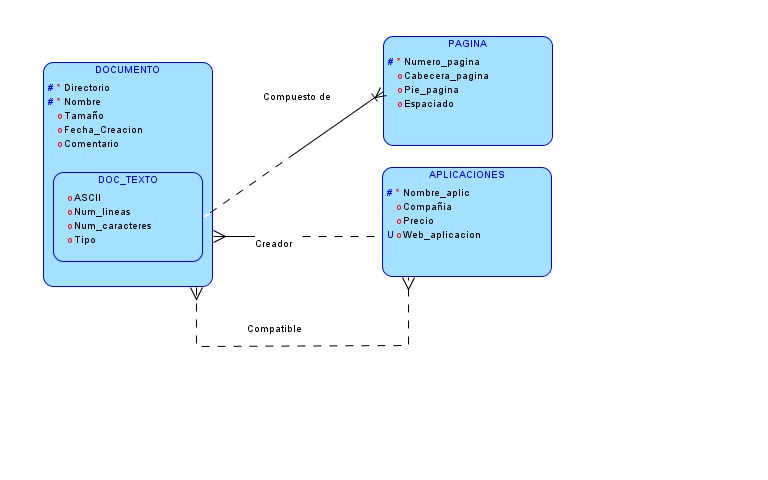 DOCUMENTO
# * Directorio
# * Nombre
o Tamaño
o Fecha_Creacion
o Comentario
DOC_TEXTO
o ASCII
o Num_lineas
o Num_caracteres
o Tipo
Compuesto de
PAGINA
# * Numero_pagina
o Cabecera_pagina
o Pie_pagina
o Espaciado
APLICACIONES
# * Nombre_aplic
o Compañia
o Precio
U o Web_aplicacion
Creador
Compatible